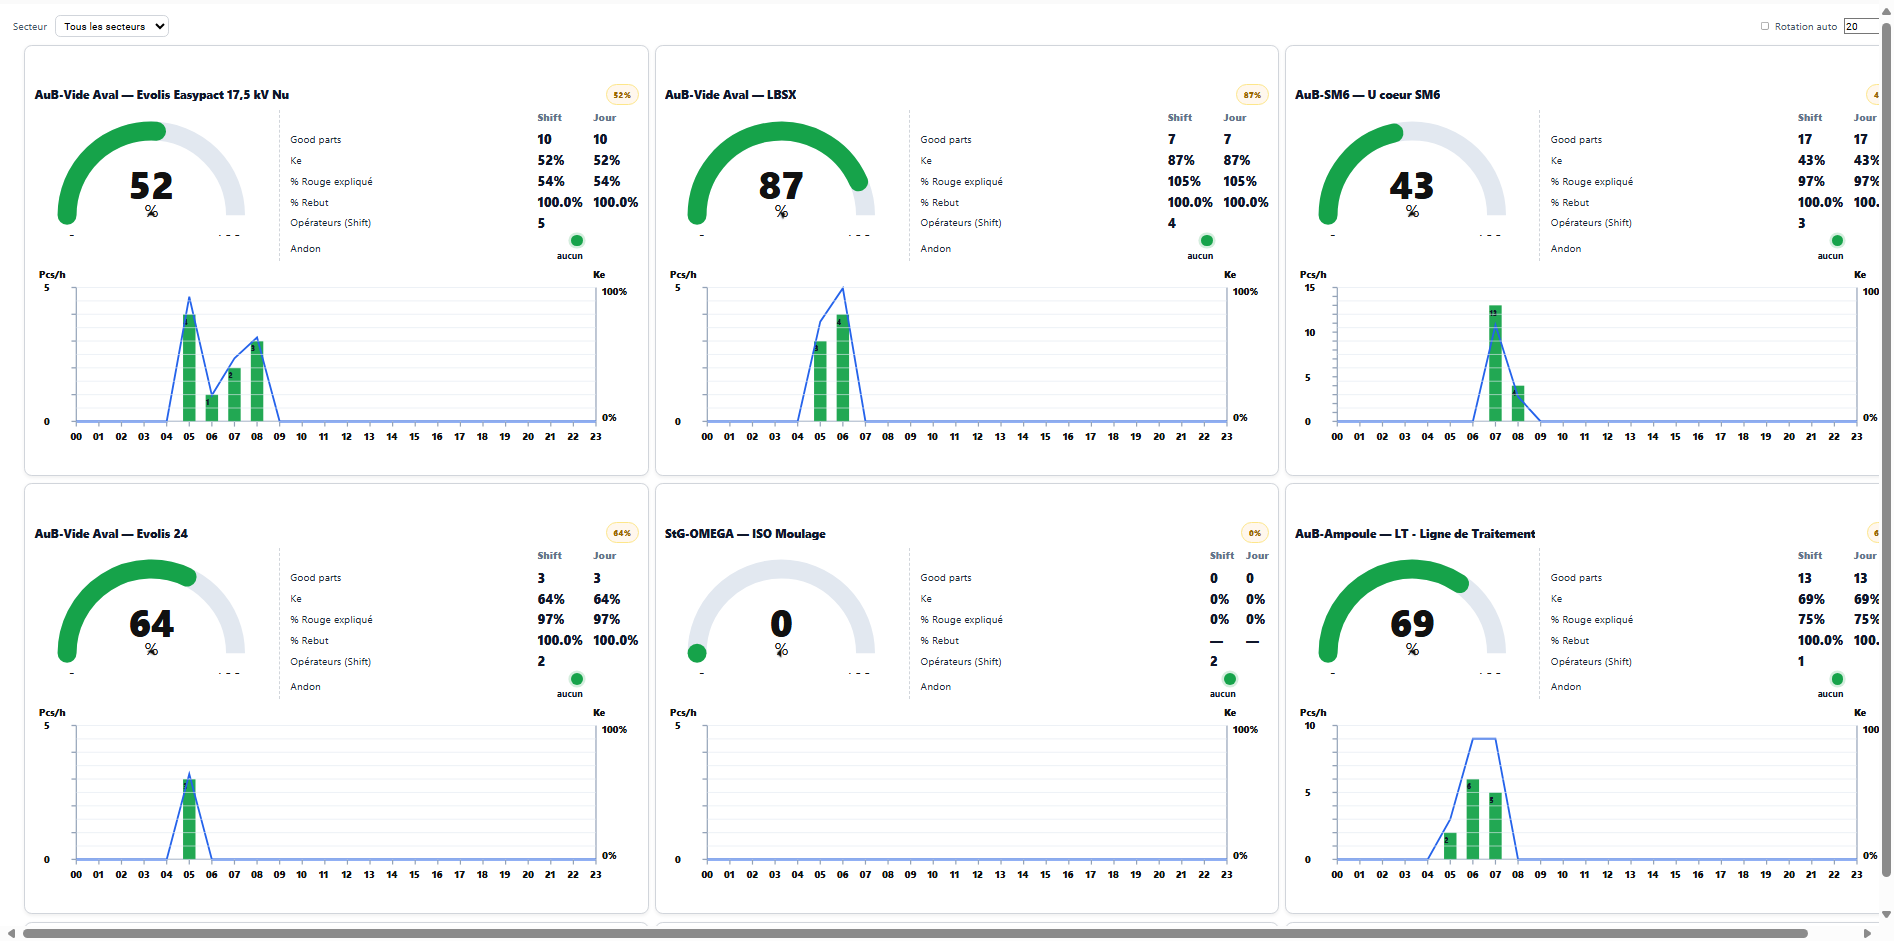 Secteur Tous les secteurs Rotation auto 20
AuB-Vide Aval — Evolis Easypact 17,5 kV Nu 52%
Shift Jour
Good parts 10 10
Ke 52% 52%
% Rouge expliqué 54% 54%
% Rebut 100.0% 100.0%
Opérateurs (Shift) 5
Andon
aucun
52
%
Pcs/h Ke
5 100%
4
1
2
3
0 0%
00 01 02 03 04 05 06 07 08 09 10 11 12 13 14 15 16 17 18 19 20 21 22 23
AuB-Vide Aval — LBSX 87%
Shift Jour
Good parts 7 7
Ke 87% 87%
% Rouge expliqué 105% 105%
% Rebut 100.0% 100.0%
Opérateurs (Shift) 4
Andon
aucun
87
%
Pcs/h Ke
5 100%
3
4
0 0%
00 01 02 03 04 05 06 07 08 09 10 11 12 13 14 15 16 17 18 19 20 21 22 23
AuB-SM6 — U coeur SM6 4
Shift Jour
Good parts 17 17
Ke 43% 43%
% Rouge expliqué 97% 97%
% Rebut 100.0% 100.
Opérateurs (Shift) 3
Andon
aucun
43
%
Pcs/h Ke
15 100
13
10
5
4
0 0%
00 01 02 03 04 05 06 07 08 09 10 11 12 13 14 15 16 17 18 19 20 21 22 23
AuB-Vide Aval — Evolis 24 64%
Shift Jour
Good parts 3 3
Ke 64% 64%
% Rouge expliqué 97% 97%
% Rebut 100.0% 100.0%
Opérateurs (Shift) 2
Andon
aucun
64
%
Pcs/h Ke
5 100%
3
0 0%
00 01 02 03 04 05 06 07 08 09 10 11 12 13 14 15 16 17 18 19 20 21 22 23
StG-OMEGA — ISO Moulage 0%
Shift Jour
Good parts 0 0
Ke 0% 0%
% Rouge expliqué 0% 0%
% Rebut — —
Opérateurs (Shift) 2
Andon
aucun
0
%
Pcs/h Ke
5 100%
0 0%
00 01 02 03 04 05 06 07 08 09 10 11 12 13 14 15 16 17 18 19 20 21 22 23
AuB-Ampoule — LT - Ligne de Traitement 6
Shift Jour
Good parts 13 13
Ke 69% 69%
% Rouge expliqué 75% 75%
% Rebut 100.0% 100.
Opérateurs (Shift) 1
Andon
aucun
69
%
Pcs/h Ke
10 100
6
5
5
2
0 0%
00 01 02 03 04 05 06 07 08 09 10 11 12 13 14 15 16 17 18 19 20 21 22 23